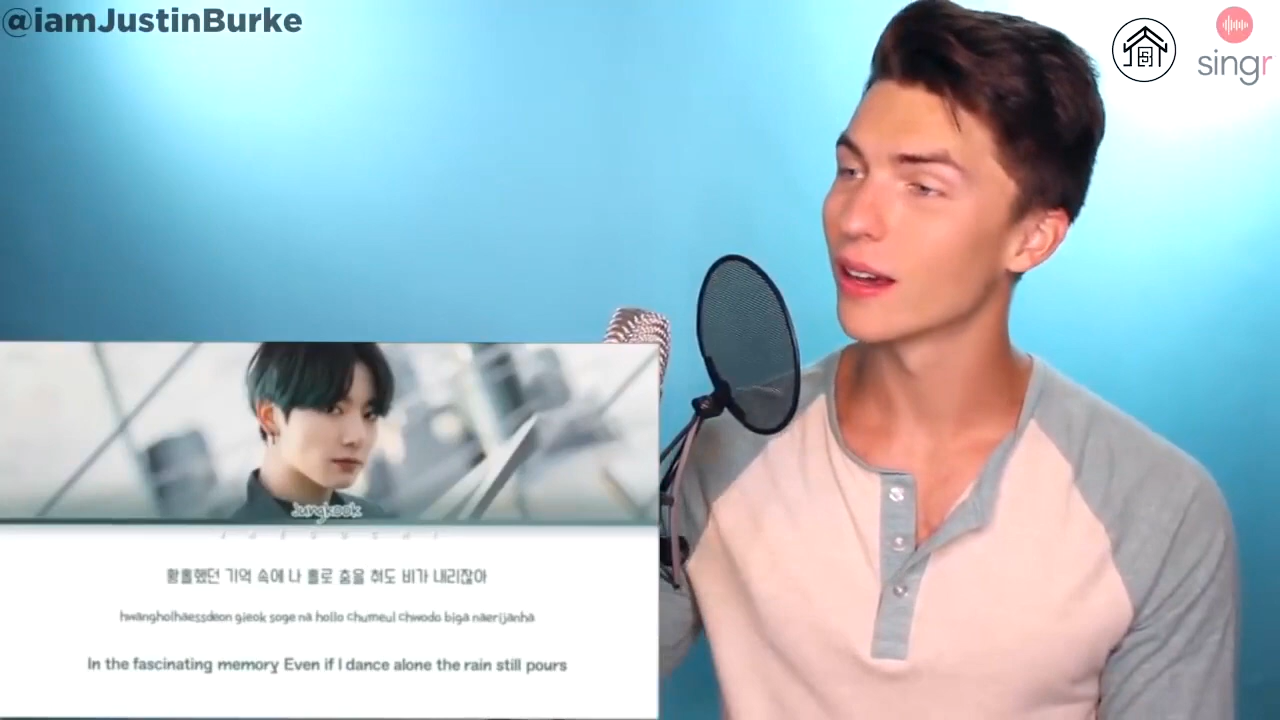 @iamJustinBurke
singr
Jungkook
황홀했던 기억 속에 나 홀로 춤을 춰도 비가 내리잖아
hwangholhaessdeon gieok soge na hollo chumeul chwodo biga naerijanha
In the fascinating memory Even if I dance alone the rain still pours